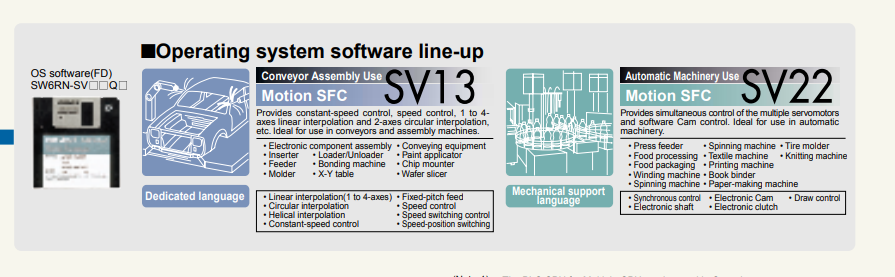 ■Operating system software line-up
OS software(FD)
SW6RN-SV□□Q□
Conveyor Assembly Use
SV13
Motion SFC
Provides constant-speed control, speed control, 1 to 4-
axes linear interpolation and 2-axes circular interpolation,
etc. Ideal for use in conveyors and assembly machines.
• Electronic component assembly • Conveying equipment
• Inserter • Loader/Unloader • Paint applicator
• Feeder • Bonding machine • Chip mounter
• Molder • X-Y table • Wafer slicer
Dedicated language
• Linear interpolation(1 to 4-axes) • Fixed-pitch feed
• Circular interpolation • Speed control
• Helical interpolation • Speed switching control
• Constant-speed control • Speed-position switching
Automatic Machinery Use
SV22
Motion SFC
Provides simultaneous control of the multiple servomotors
and software Cam control. Ideal for use in automatic
machinery.
• Press feeder • Spinning machine • Tire molder
• Food processing • Textile machine • Knitting machine
• Food packaging • Printing machine
• Winding machine • Book binder
• Spinning machine • Paper-making machine
Mechanical support
language
• Synchronous control • Electronic Cam • Draw control
• Electronic shaft • Electronic clutch